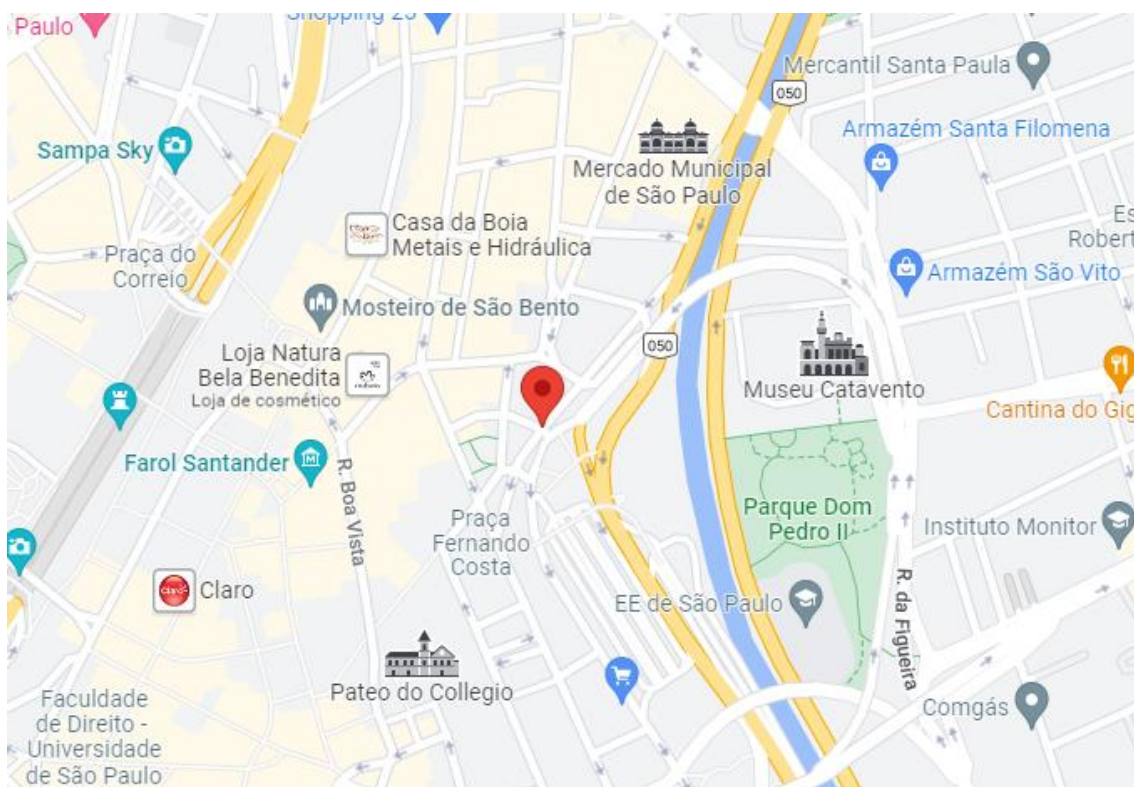 Paulo
Shopping 25
Mercantil Santa Paula
050
Armazém Santa Filomena
Sampa Sky
Mercado Municipal
de São Paulo
Casa da Boia
Metais e Hidráulica
Es
Robert
Praça do
Correio
Armazém São Vito
Mosteiro de São Bento
050
Loja Natura
Bela Benedita
Loja de cosmético
Museu Catavento
Cantina do Gig
Farol Santander
R. Boa Vista
Praça
Fernando
Costa
Parque Dom
Pedro II
Instituto Monitor
Claro
EE de São Paulo
R. da Figueira
Pateo do Collegio
Comgás
Faculdade
de Direito -
Universidade
de São Paulo